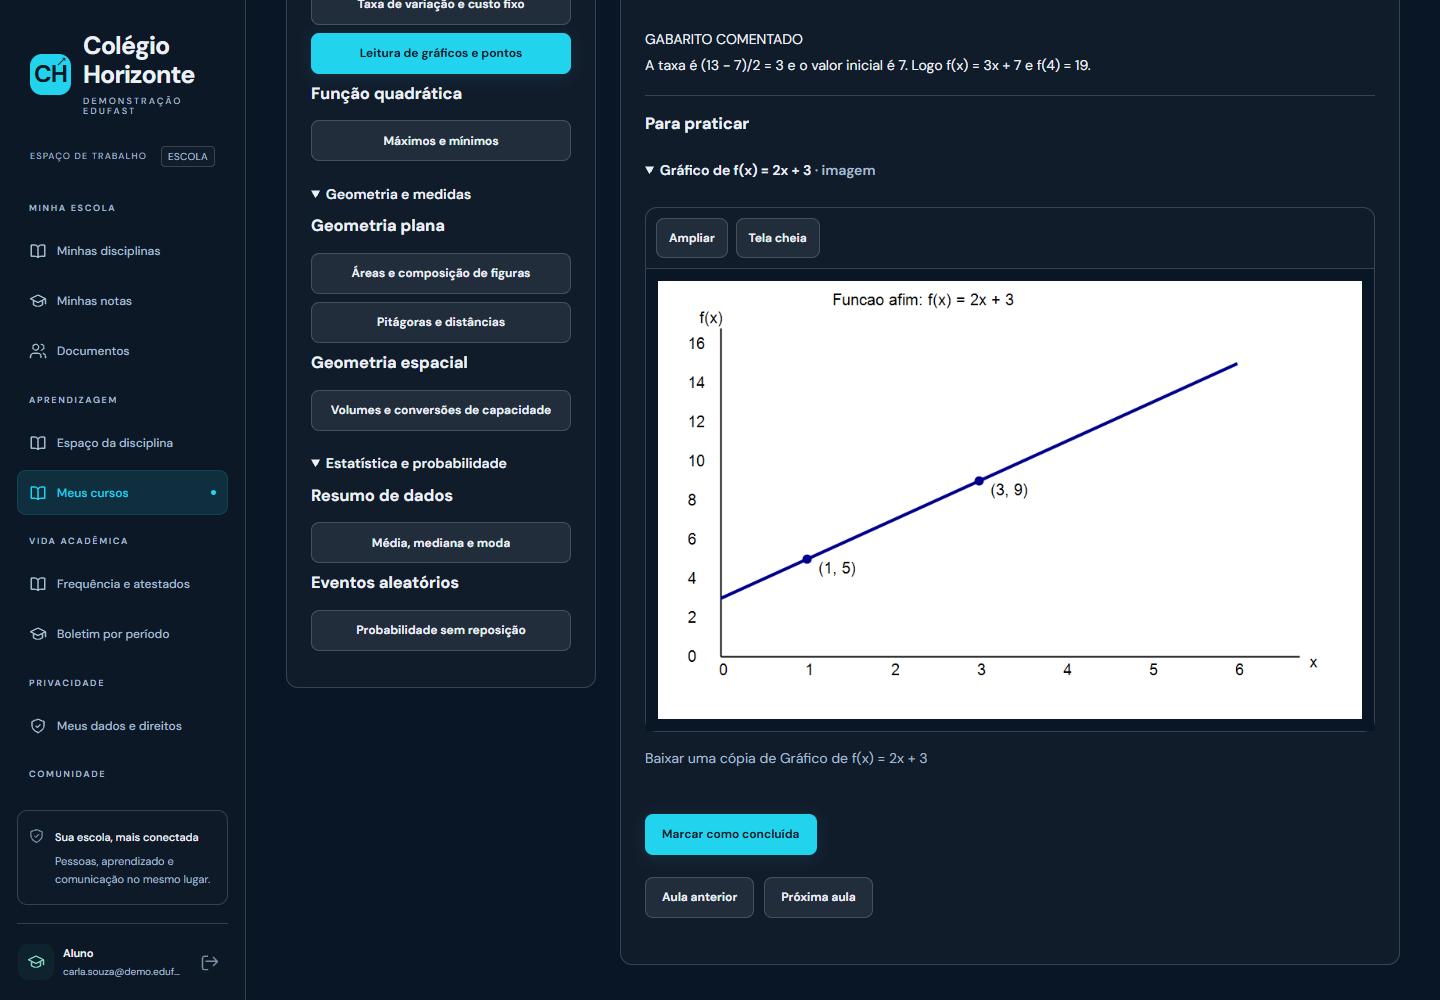 CH
Colégio
Horizonte
DEMONSTRAÇÃO
EDUFAST
ESPAÇO DE TRABALHO
ESCOLA
MINHA ESCOLA
Minhas disciplinas
Minhas notas
Documentos
APRENDIZAGEM
Espaço da disciplina
Meus cursos
VIDA ACADÊMICA
Frequência e atestados
Boletim por período
PRIVACIDADE
Meus dados e direitos
COMUNIDADE
Sua escola, mais conectada
Pessoas, aprendizado e
comunicação no mesmo lugar.
Aluno
carla.souza@demo.eduf...
Taxa de variação e custo fixo
Leitura de gráficos e pontos
Função quadrática
Máximos e mínimos
▼ Geometria e medidas
Geometria plana
Áreas e composição de figuras
Pitágoras e distâncias
Geometria espacial
Volumes e conversões de capacidade
▼ Estatística e probabilidade
Resumo de dados
Média, mediana e moda
Eventos aleatórios
Probabilidade sem reposição
GABARITO COMENTADO
A taxa é (13 − 7)/2 = 3 e o valor inicial é 7. Logo f(x) = 3x + 7 e f(4) = 19.
Para praticar
▼ Gráfico de f(x) = 2x + 3 · imagem
Ampliar
Tela cheia
Funcao afim: f(x) = 2x + 3
f(x)
16
14
12
10
8
6
4
2
0
(3, 9)
(1, 5)
0 1 2 3 4 5 6 x
Baixar uma cópia de Gráfico de f(x) = 2x + 3
Marcar como concluída
Aula anterior
Próxima aula